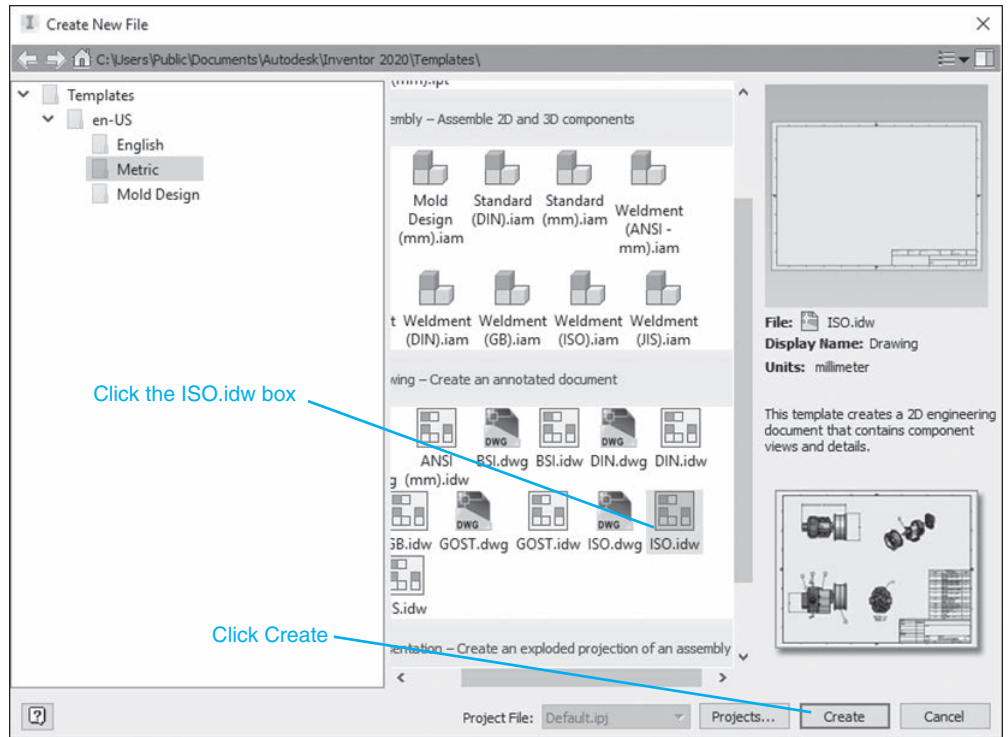 Create New File
C:\Users\Public\Documents\Autodesk\Inventor 2020\Templates\
Templates
en-US
English
Metric
Mold Design
(mm).ipt
embly – Assemble 2D and 3D components
Mold Design (mm).iam
Standard (DIN).iam
Standard (mm).iam
Weldment (ANSI - mm).iam
t Weldment (DIN).iam
Weldment (GB).iam
Weldment (ISO).iam
Weldment (JIS).iam
wing – Create an annotated document
ANSI (mm).idw
g
DWG
BSI.dwg
BSI.idw
DWG
DIN.dwg
DIN.idw
GB.idw
DWG
GOST.dwg
GOST.idw
DWG
ISO.dwg
ISO.idw
S.idw
entation – Create an exploded projection of an assembly
File: ISO.idw
Display Name: Drawing
Units: millimeter
This template creates a 2D engineering
document that contains component
views and details.
Click the ISO.idw box
Click Create
Project File: Default.ipj
Projects...
Create
Cancel